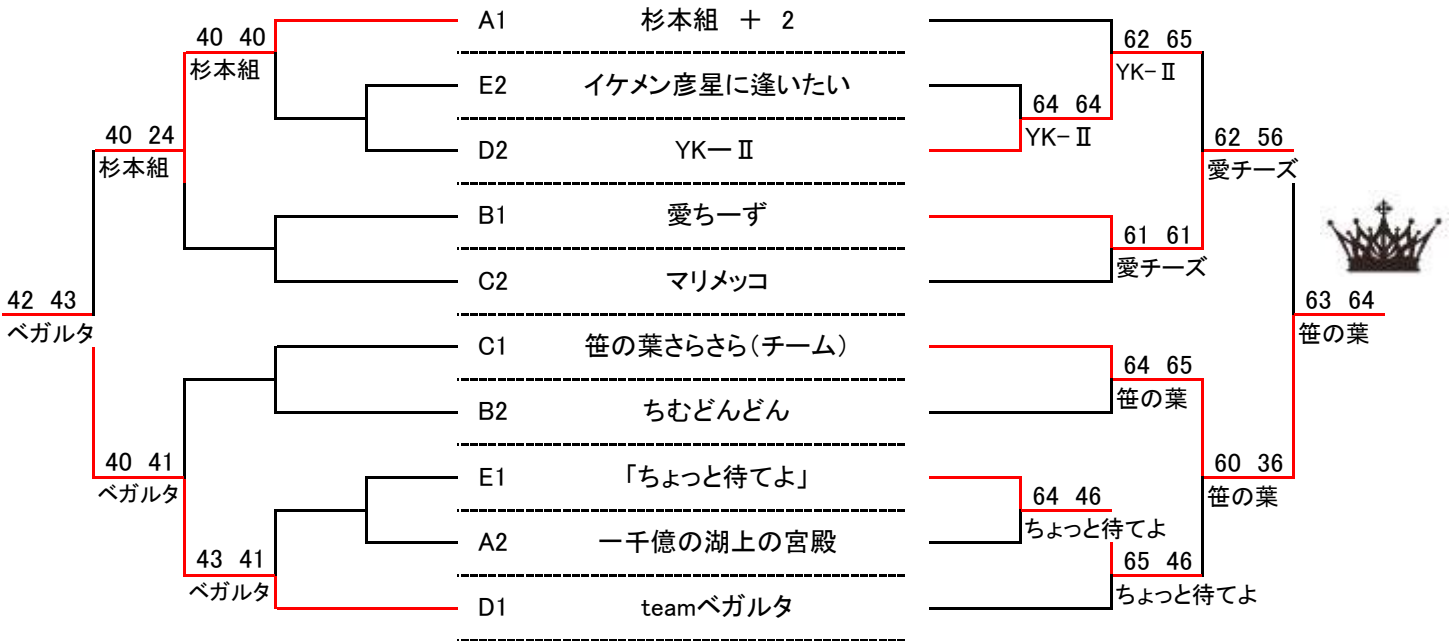 A1 杉本組 ＋ 2
40 40
62 65
杉本組
YK-Ⅱ
E2 イケメン彦星に逢いたい
64 64
40 24
YK-Ⅱ
62 56
杉本組
D2 YKーⅡ
愛チーズ
B1 愛ちーず
61 61
愛チーズ
C2 マリメッコ
42 43
63 64
ベガルタ
笹の葉
C1 笹の葉さらさら（チーム）
64 65
笹の葉
B2 ちむどんどん
40 41
60 36
E1 「ちょっと待てよ」
ベガルタ
64 46
笹の葉
ちょっと待てよ
A2 一千億の湖上の宮殿
43 41
65 46
ベガルタ
ちょっと待てよ
D1 teamベガルタ